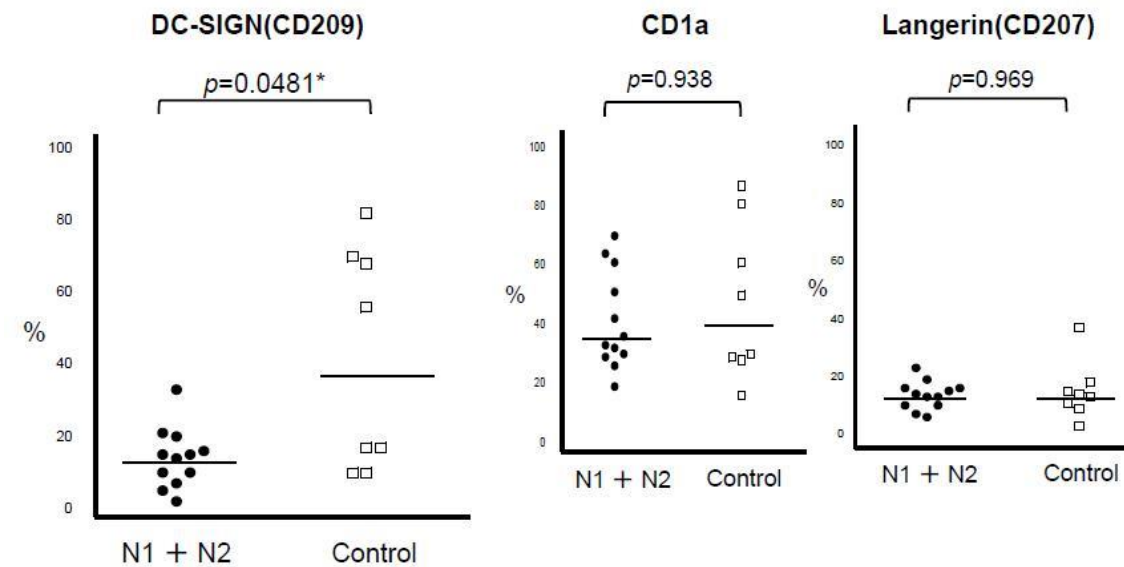 DC-SIGN(CD209)
p=0.0481*
100
80
60
%
40
20
0
N1 + N2
Control
CD1a
p=0.938
100
80
60
%
40
20
0
N1 + N2
Control
Langerin(CD207)
p=0.969
100
80
60
%
40
20
0
N1 + N2
Control